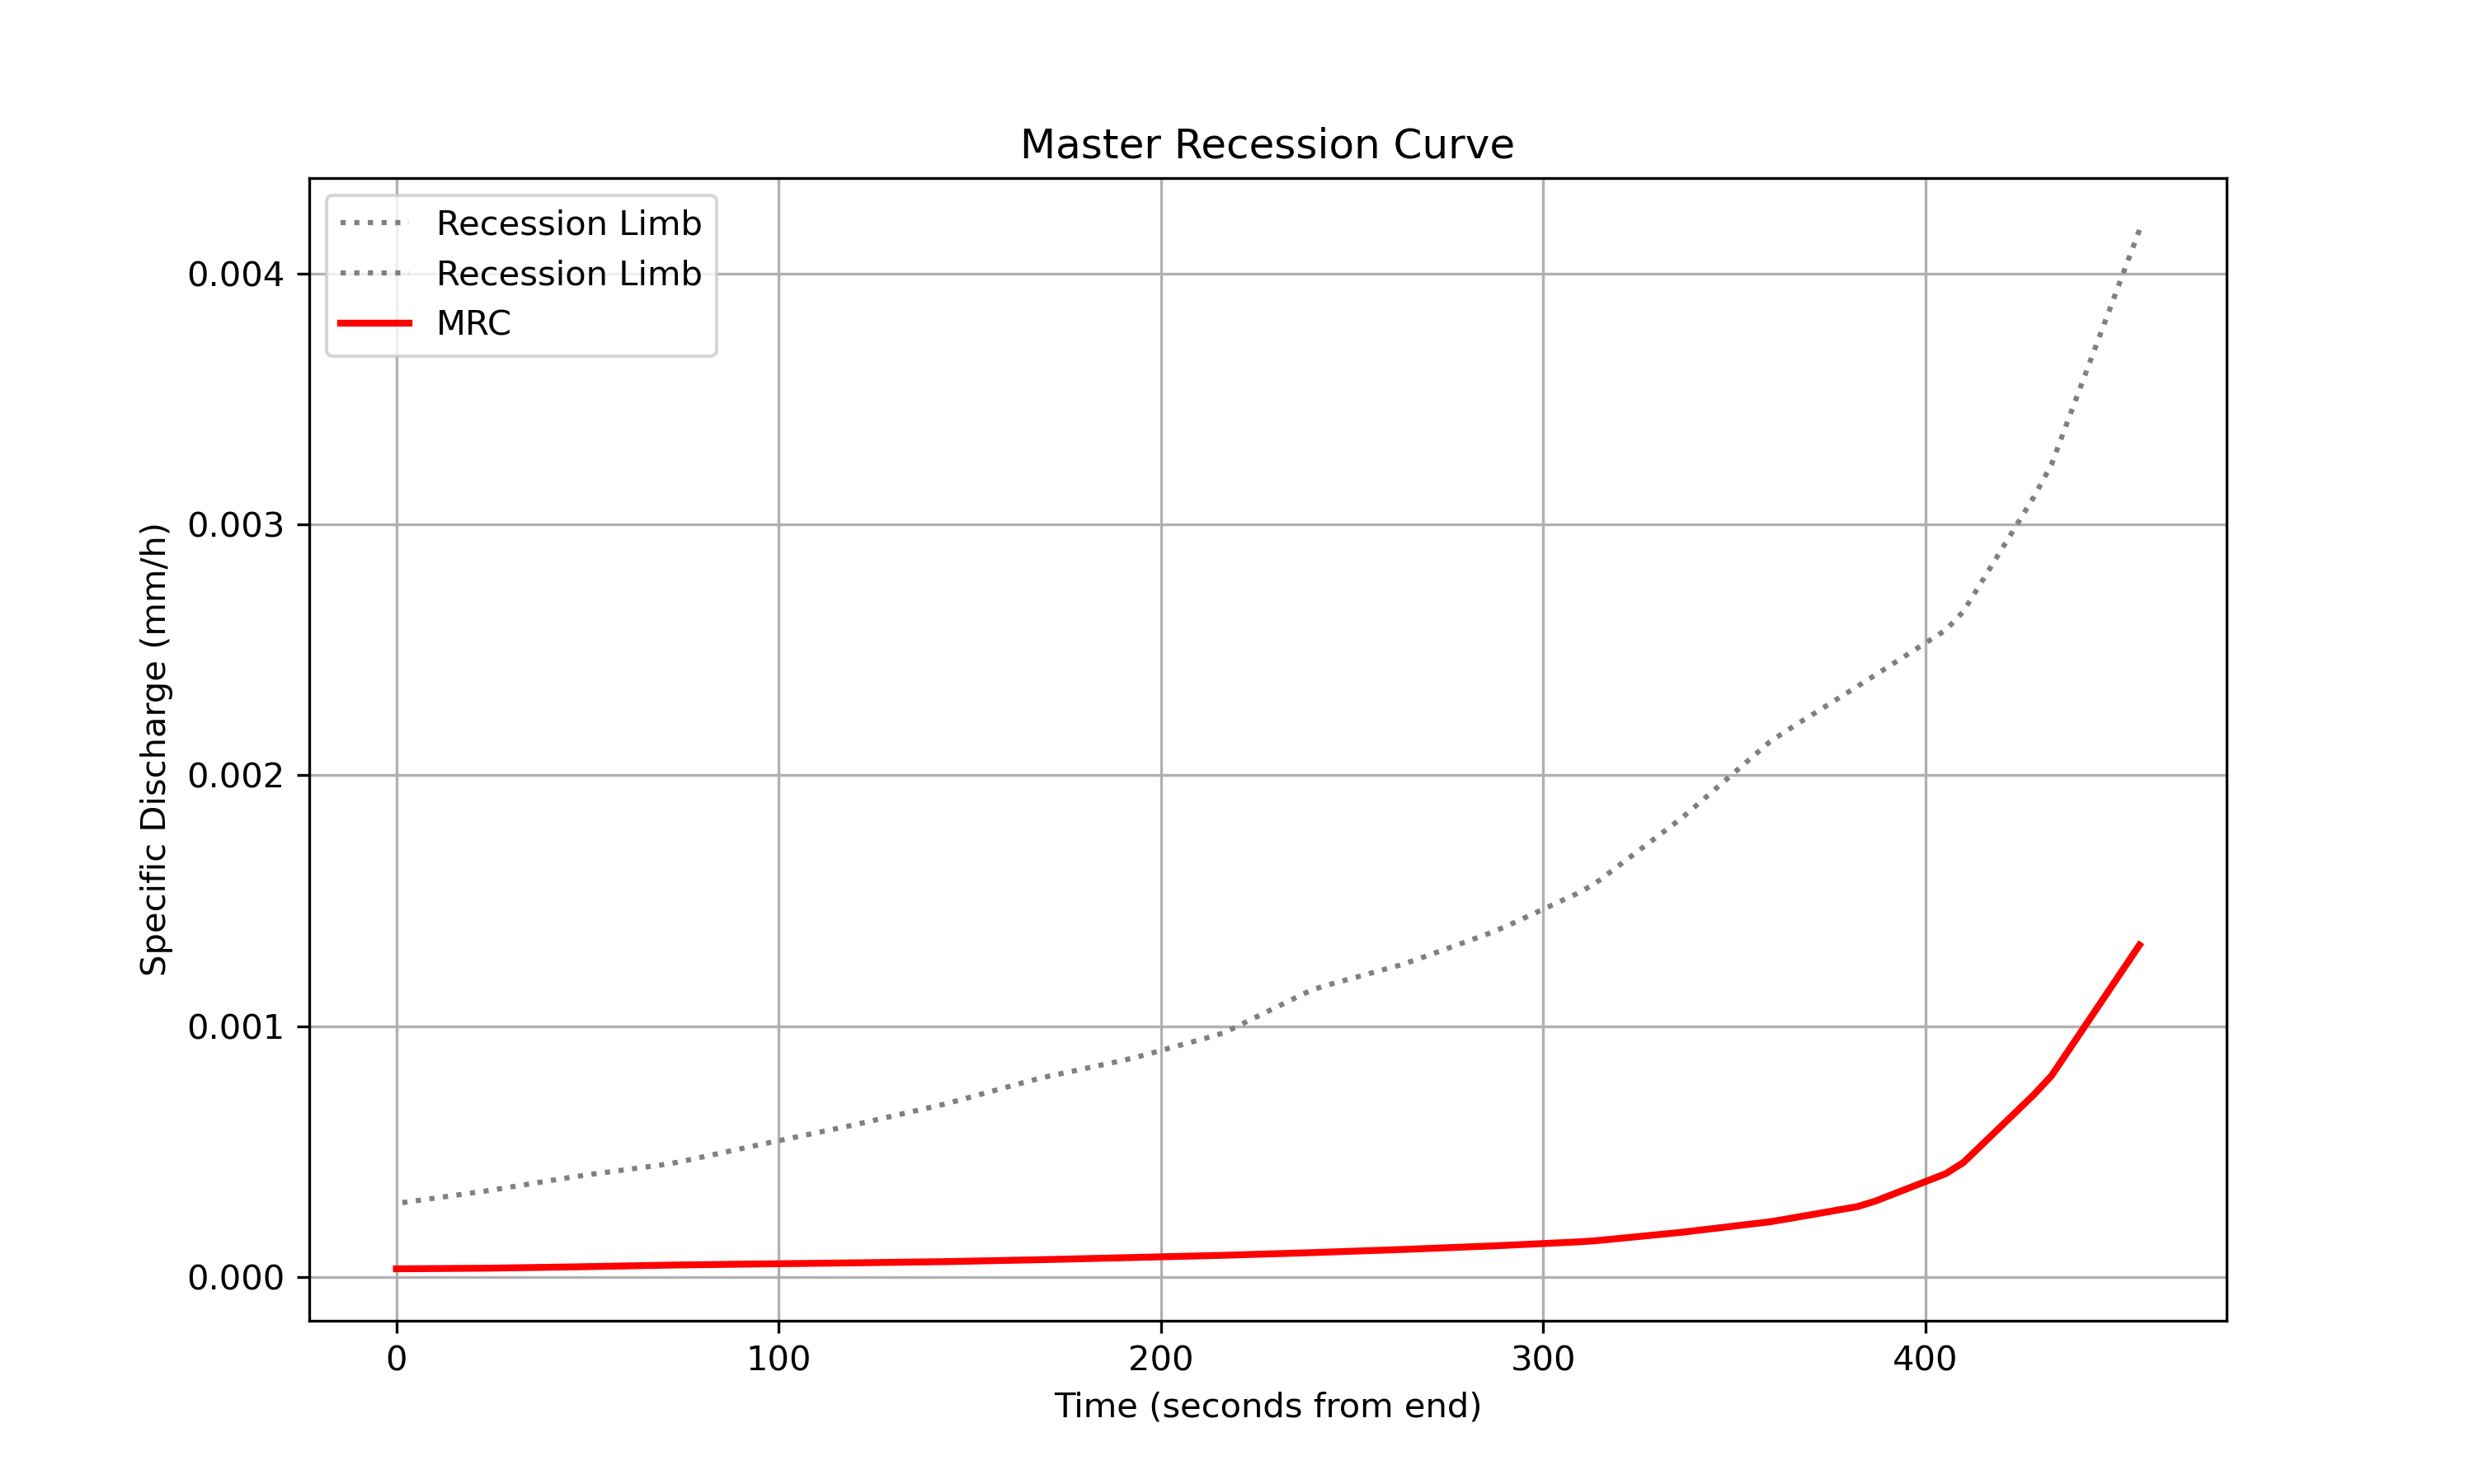 Master Recession Curve
Recession Limb
Recession Limb
MRC
0.004
0.003
0.002
0.001
0.000
Specific Discharge (mm/h)
0 100 200 300 400
Time (seconds from end)